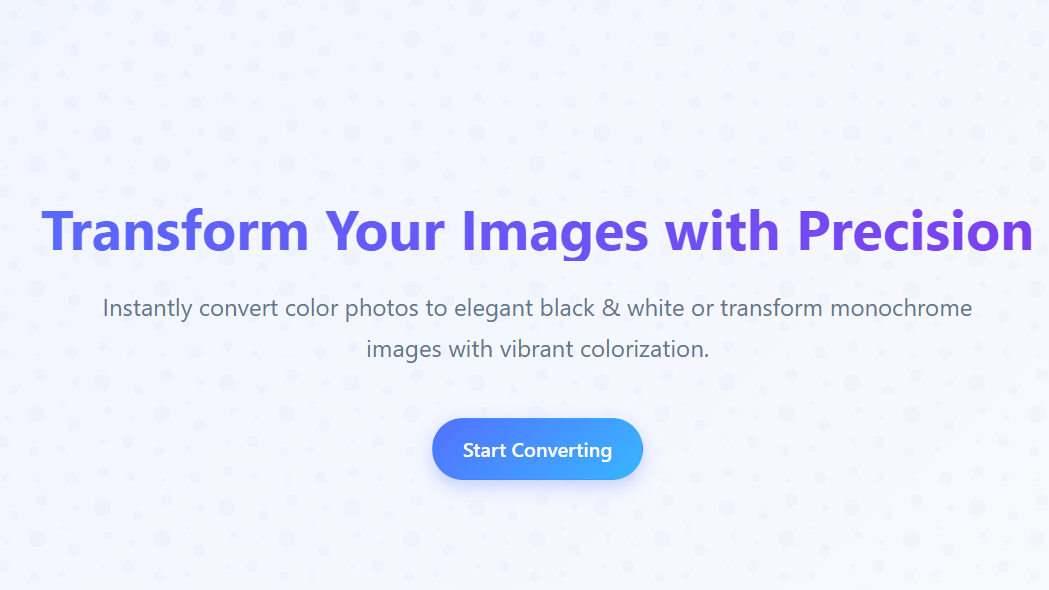 Transform Your Images with Precision
Instantly convert color photos to elegant black & white or transform monochrome
images with vibrant colorization.
Start Converting